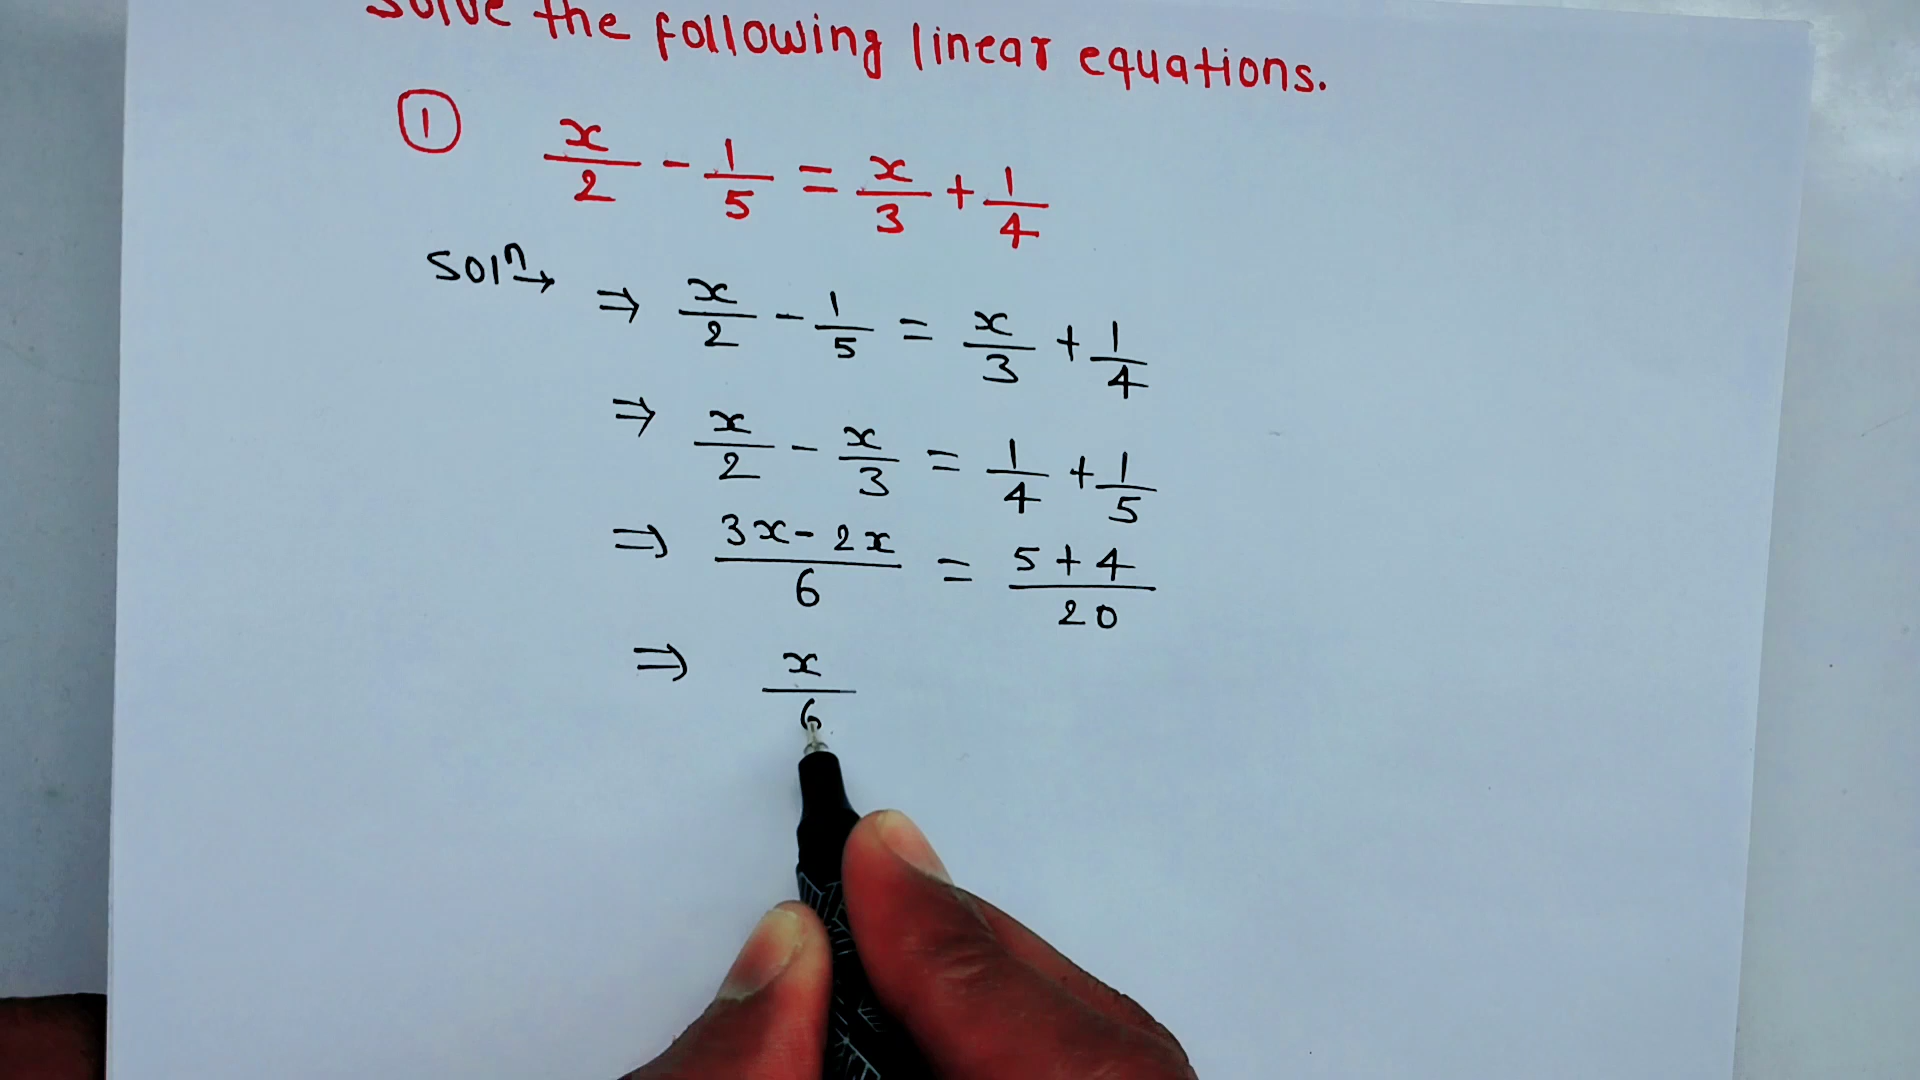 Solve the following linear equations.
① x/2 - 1/5 = x/3 + 1/4
Solⁿ→ ⇒ x/2 - 1/5 = x/3 + 1/4
⇒ x/2 - x/3 = 1/4 + 1/5
⇒ 3x - 2x/6 = 5 + 4/20
⇒ x/6